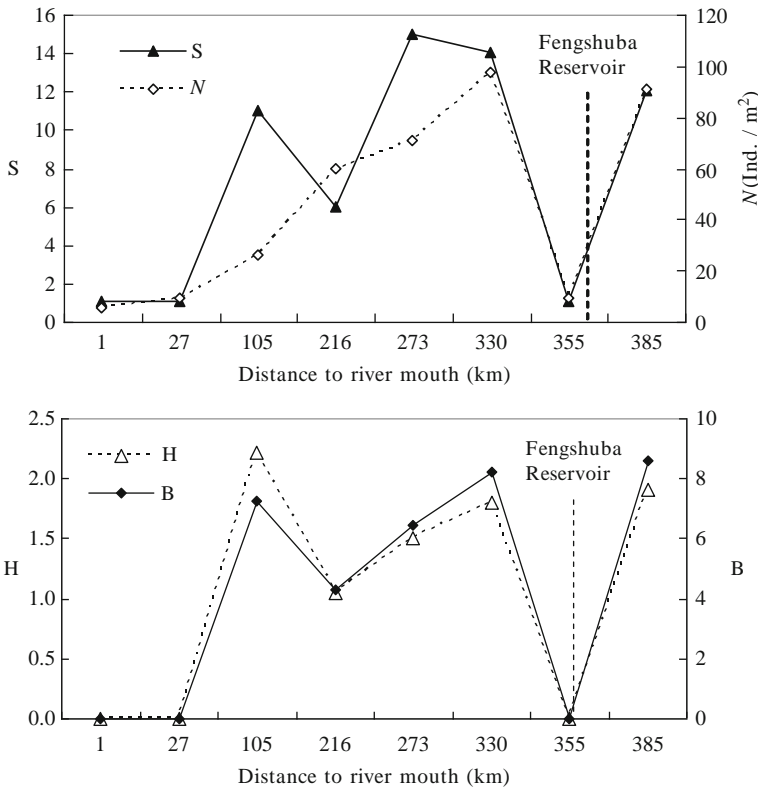 16
14
12
10
8
6
4
2
0
S
S
N
Fengshuba
Reservoir
120
100
80
60
40
20
0
N(Ind. / m²)
1 27 105 216 273 330 355 385
Distance to river mouth (km)
2.5
2.0
1.5
1.0
0.5
0.0
H
H
B
Fengshuba
Reservoir
10
8
6
4
2
0
B
1 27 105 216 273 330 355 385
Distance to river mouth (km)